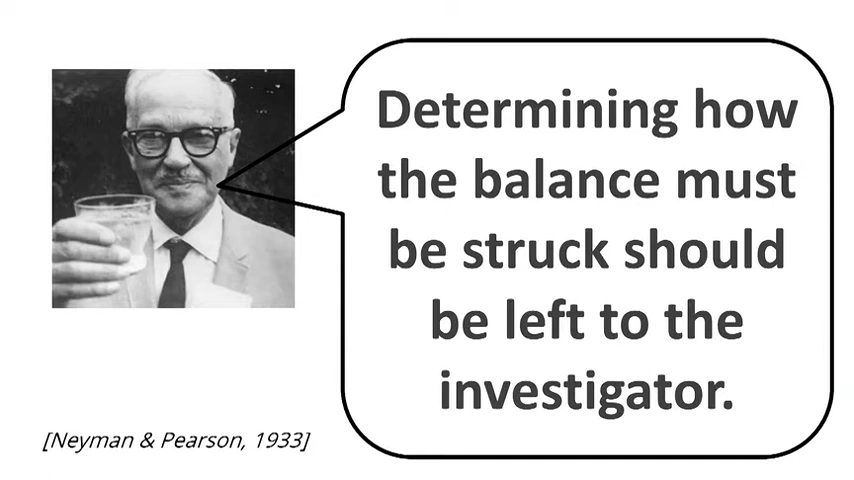 Determining how
the balance must
be struck should
be left to the
investigator.
[Neyman & Pearson, 1933]